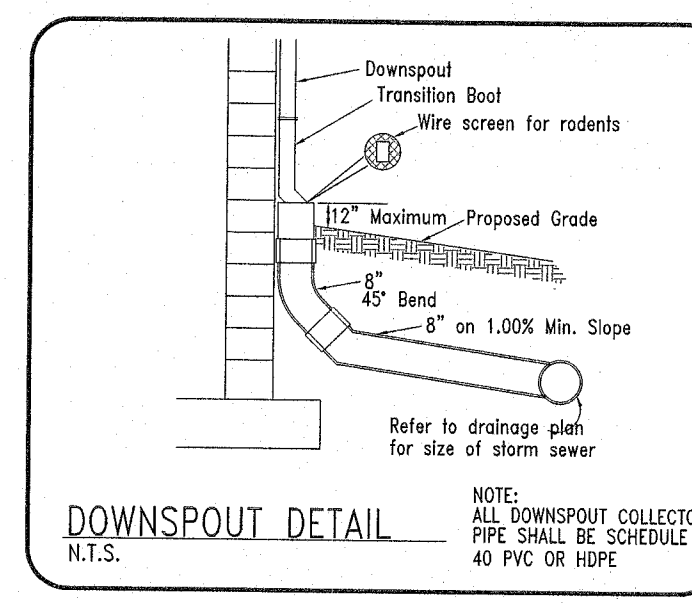 Downspout
Transition Boot
Wire screen for rodents
12" Maximum
Proposed Grade
8"
45° Bend
8" on 1.00% Min. Slope
Refer to drainage plan
for size of storm sewer
DOWNSPOUT DETAIL
N.T.S.
NOTE:
ALL DOWNSPOUT COLLECTO
PIPE SHALL BE SCHEDULE
40 PVC OR HDPE